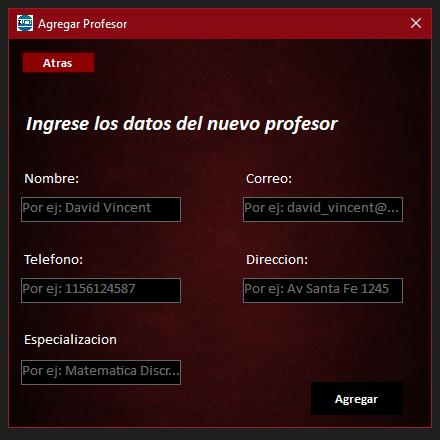 Agregar Profesor
Atras
Ingrese los datos del nuevo profesor
Nombre:
Correo:
Por ej: David Vincent
Por ej: david_vincent@...
Telefono:
Direccion:
Por ej: 1156124587
Por ej: Av Santa Fe 1245
Especializacion
Por ej: Matematica Discr...
Agregar